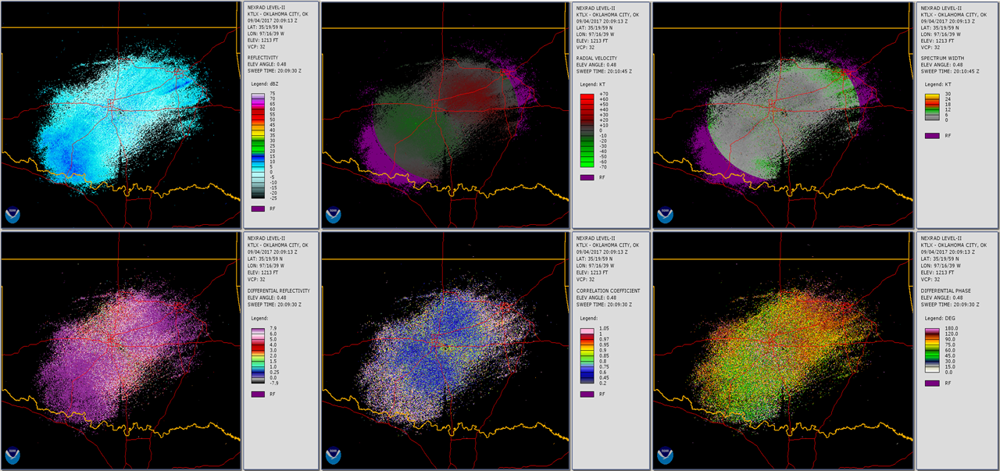 NEXRAD LEVEL-II
KTLX - OKLAHOMA CITY, OK
09/04/2017 20:09:13 Z
LAT: 35/19/59 N
LON: 97/16/39 W
ELEV: 1213 FT
VCP: 32
REFLECTIVITY
ELEV ANGLE: 0.48
SWEEP TIME: 20:09:30 Z
Legend: dBZ
75
70
65
60
55
50
45
40
35
30
25
20
15
10
5
0
-5
-10
-15
-20
-25
RF
NEXRAD LEVEL-II
KTLX - OKLAHOMA CITY, OK
09/04/2017 20:09:13 Z
LAT: 35/19/59 N
LON: 97/16/39 W
ELEV: 1213 FT
VCP: 32
RADIAL VELOCITY
ELEV ANGLE: 0.48
SWEEP TIME: 20:10:45 Z
Legend: KT
+70
+60
+50
+40
+30
+20
+10
0
-10
-20
-30
-40
-50
-60
-70
RF
NEXRAD LEVEL-II
KTLX - OKLAHOMA CITY, OK
09/04/2017 20:09:13 Z
LAT: 35/19/59 N
LON: 97/16/39 W
ELEV: 1213 FT
VCP: 32
SPECTRUM WIDTH
ELEV ANGLE: 0.48
SWEEP TIME: 20:10:45 Z
Legend: KT
30
24
18
12
6
0
RF
NEXRAD LEVEL-II
KTLX - OKLAHOMA CITY, OK
09/04/2017 20:09:13 Z
LAT: 35/19/59 N
LON: 97/16/39 W
ELEV: 1213 FT
VCP: 32
DIFFERENTIAL REFLECTIVITY
ELEV ANGLE: 0.48
SWEEP TIME: 20:09:30 Z
Legend:
7.9
6.0
5.0
4.0
3.0
2.0
1.5
1.0
0.25
0.0
-7.9
RF
NEXRAD LEVEL-II
KTLX - OKLAHOMA CITY, OK
09/04/2017 20:09:13 Z
LAT: 35/19/59 N
LON: 97/16/39 W
ELEV: 1213 FT
VCP: 32
CORRELATION COEFFICIENT
ELEV ANGLE: 0.48
SWEEP TIME: 20:09:30 Z
Legend:
1.05
1
0.97
0.95
0.9
0.85
0.8
0.75
0.6
0.45
0.2
RF
NEXRAD LEVEL-II
KTLX - OKLAHOMA CITY, OK
09/04/2017 20:09:13 Z
LAT: 35/19/59 N
LON: 97/16/39 W
ELEV: 1213 FT
VCP: 32
DIFFERENTIAL PHASE
ELEV ANGLE: 0.48
SWEEP TIME: 20:09:30 Z
Legend: DEG
180.0
120.0
90.0
75.0
60.0
45.0
30.0
15.0
0.0
RF